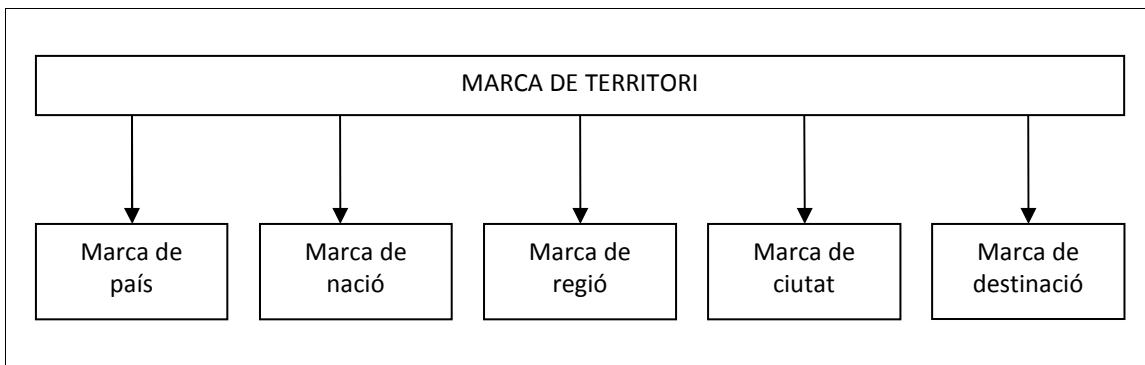 MARCA DE TERRITORI
Marca de
país
Marca de
nació
Marca de
regió
Marca de
ciutat
Marca de
destinació